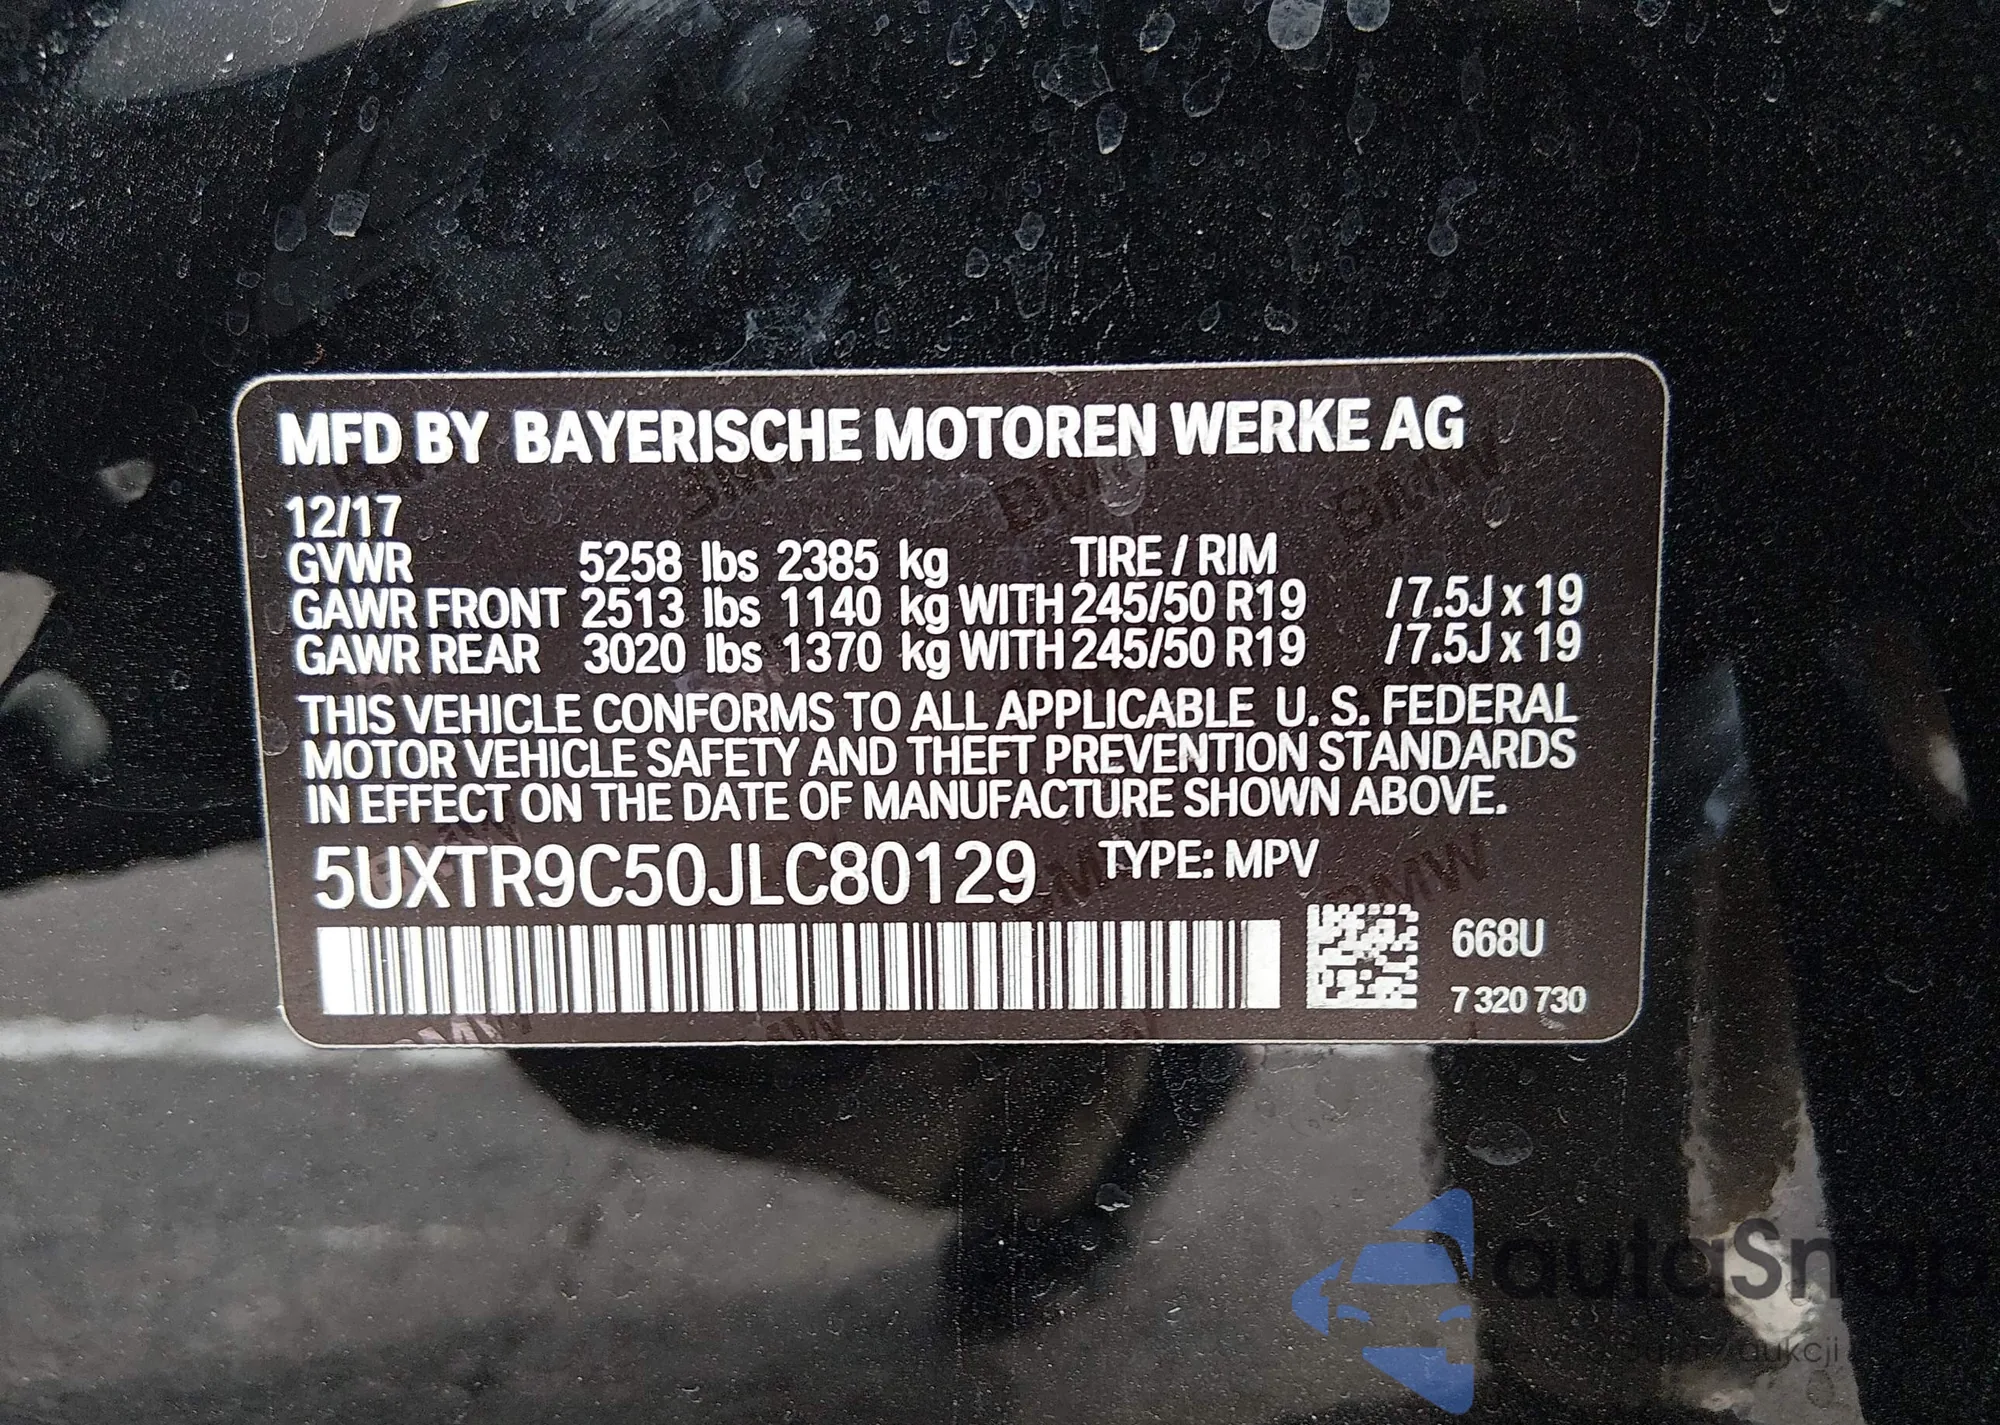 MFD BY BAYERISCHE MOTOREN WERKE AG
12/17
GVWR 5258 lbs 2385 kg TIRE / RIM
GAWR FRONT 2513 lbs 1140 kg WITH 245/50 R19 /7.5J x 19
GAWR REAR 3020 lbs 1370 kg WITH 245/50 R19 /7.5J x 19
THIS VEHICLE CONFORMS TO ALL APPLICABLE U. S. FEDERAL
MOTOR VEHICLE SAFETY AND THEFT PREVENTION STANDARDS
IN EFFECT ON THE DATE OF MANUFACTURE SHOWN ABOVE.
5UXTR9C50JLC80129 TYPE: MPV
668U
7 320 730
autaSnap
aukcji